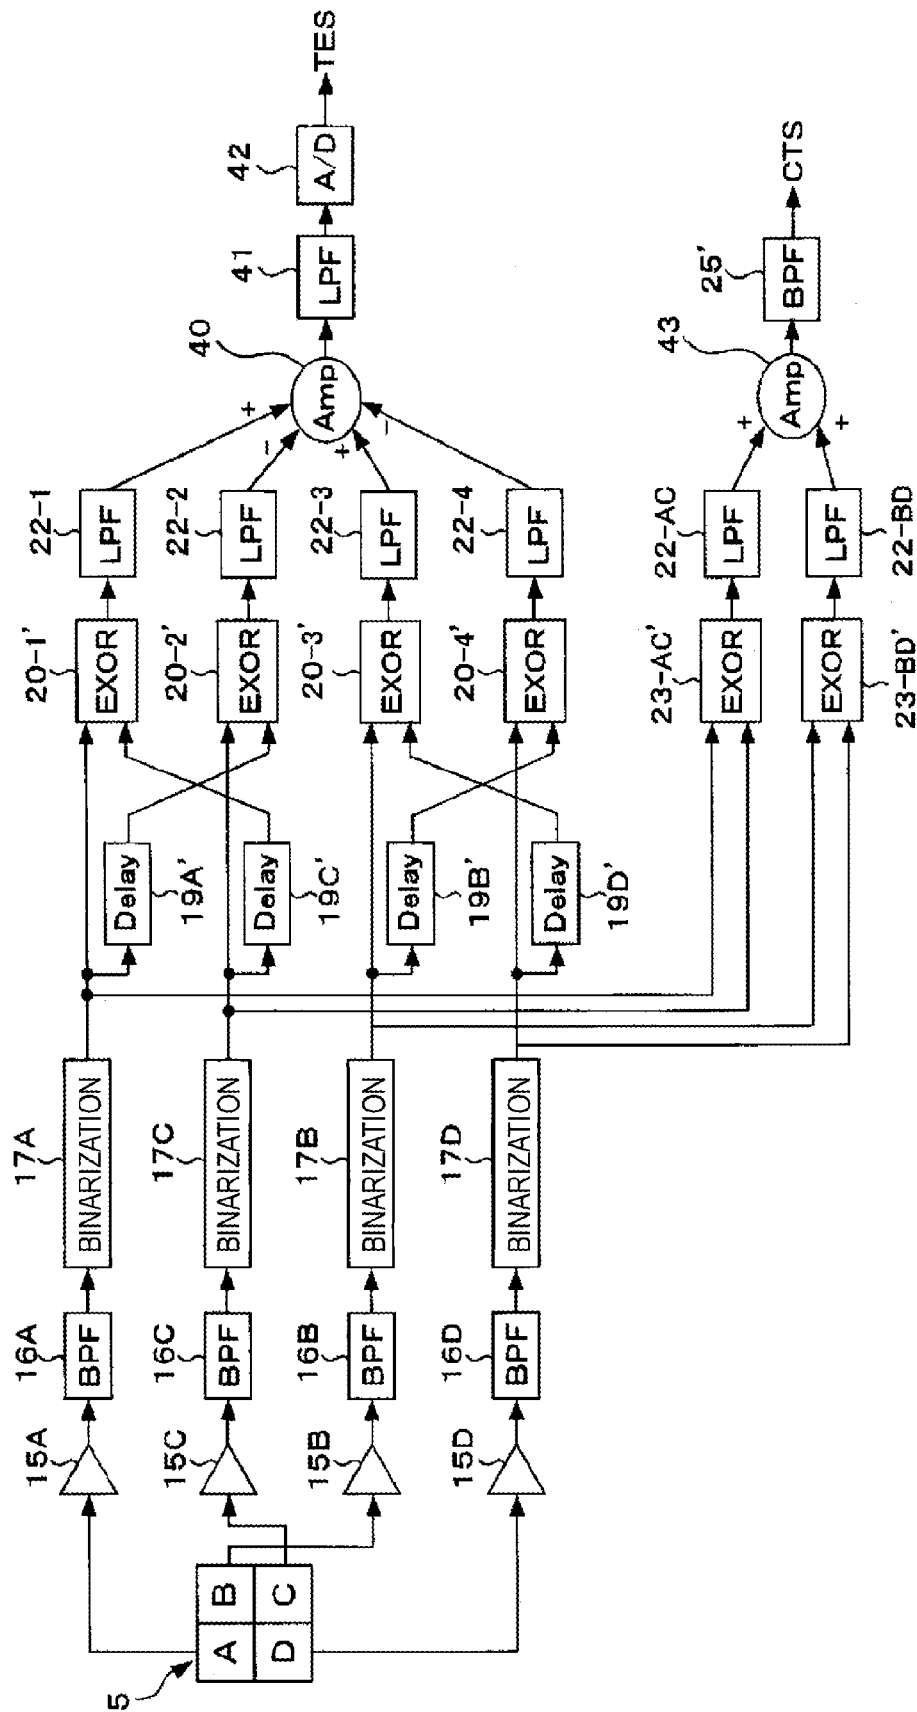 5
A B
D C
15A
15C
15B
15D
16A
BPF
16C
BPF
16B
BPF
16D
BPF
17A
BINARIZATION
17C
BINARIZATION
17B
BINARIZATION
17D
BINARIZATION
Delay
19A'
Delay
19C'
Delay
19B'
Delay
19D'
20-1'
EXOR
20-2'
EXOR
20-3'
EXOR
20-4'
EXOR
22-1
LPF
22-2
LPF
22-3
LPF
22-4
LPF
+
-
+
-
40
Amp
41
LPF
42
A/D
TES
23-AC'
EXOR
EXOR
23-BD'
22-AC
LPF
LPF
22-BD
+
+
43
Amp
25'
BPF
CTS